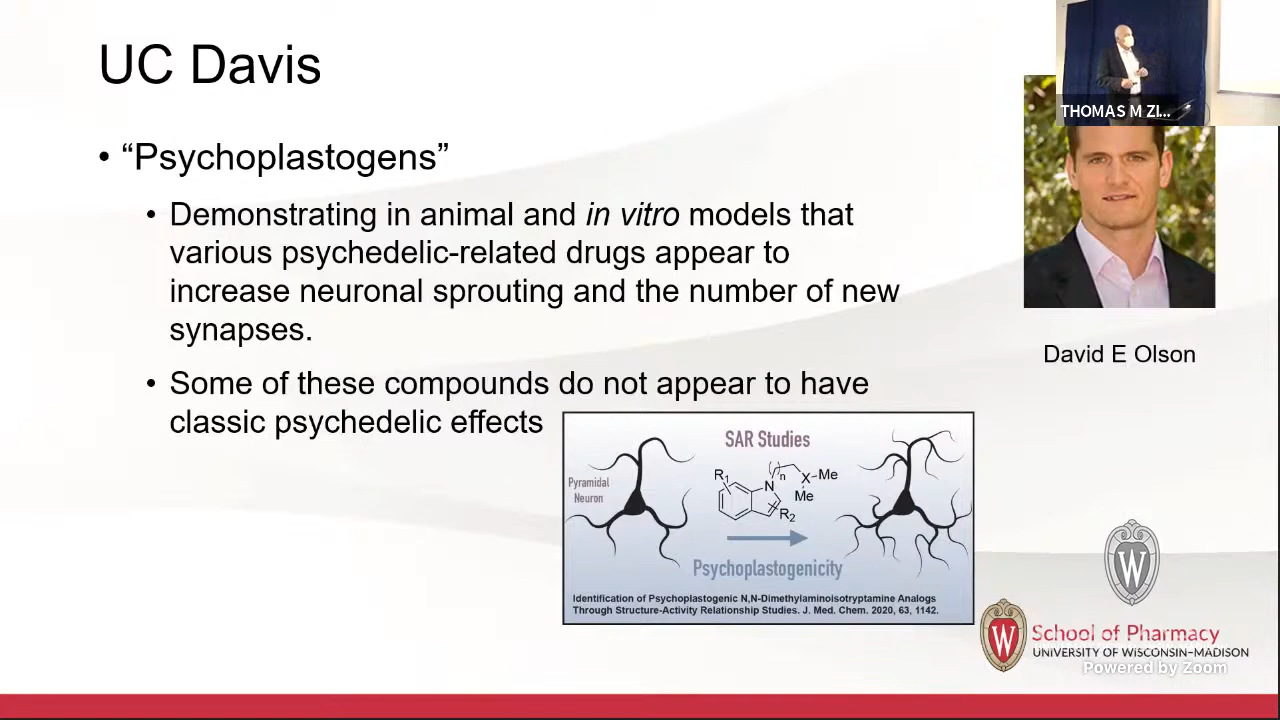 UC Davis
THOMAS M ZI...
• “Psychoplastogens”
• Demonstrating in animal and in vitro models that
various psychedelic-related drugs appear to
increase neuronal sprouting and the number of new
synapses.
• Some of these compounds do not appear to have
classic psychedelic effects
David E Olson
SAR Studies
Pyramidal
Neuron
R1
N
( )n
X-Me
Me
R2
Psychoplastogenicity
Identification of Psychoplastogenic N,N-Dimethylaminoisotryptamine Analogs
Through Structure-Activity Relationship Studies. J. Med. Chem. 2020, 63, 1142.
W
W
School of Pharmacy
UNIVERSITY OF WISCONSIN–MADISON
Powered by Zoom